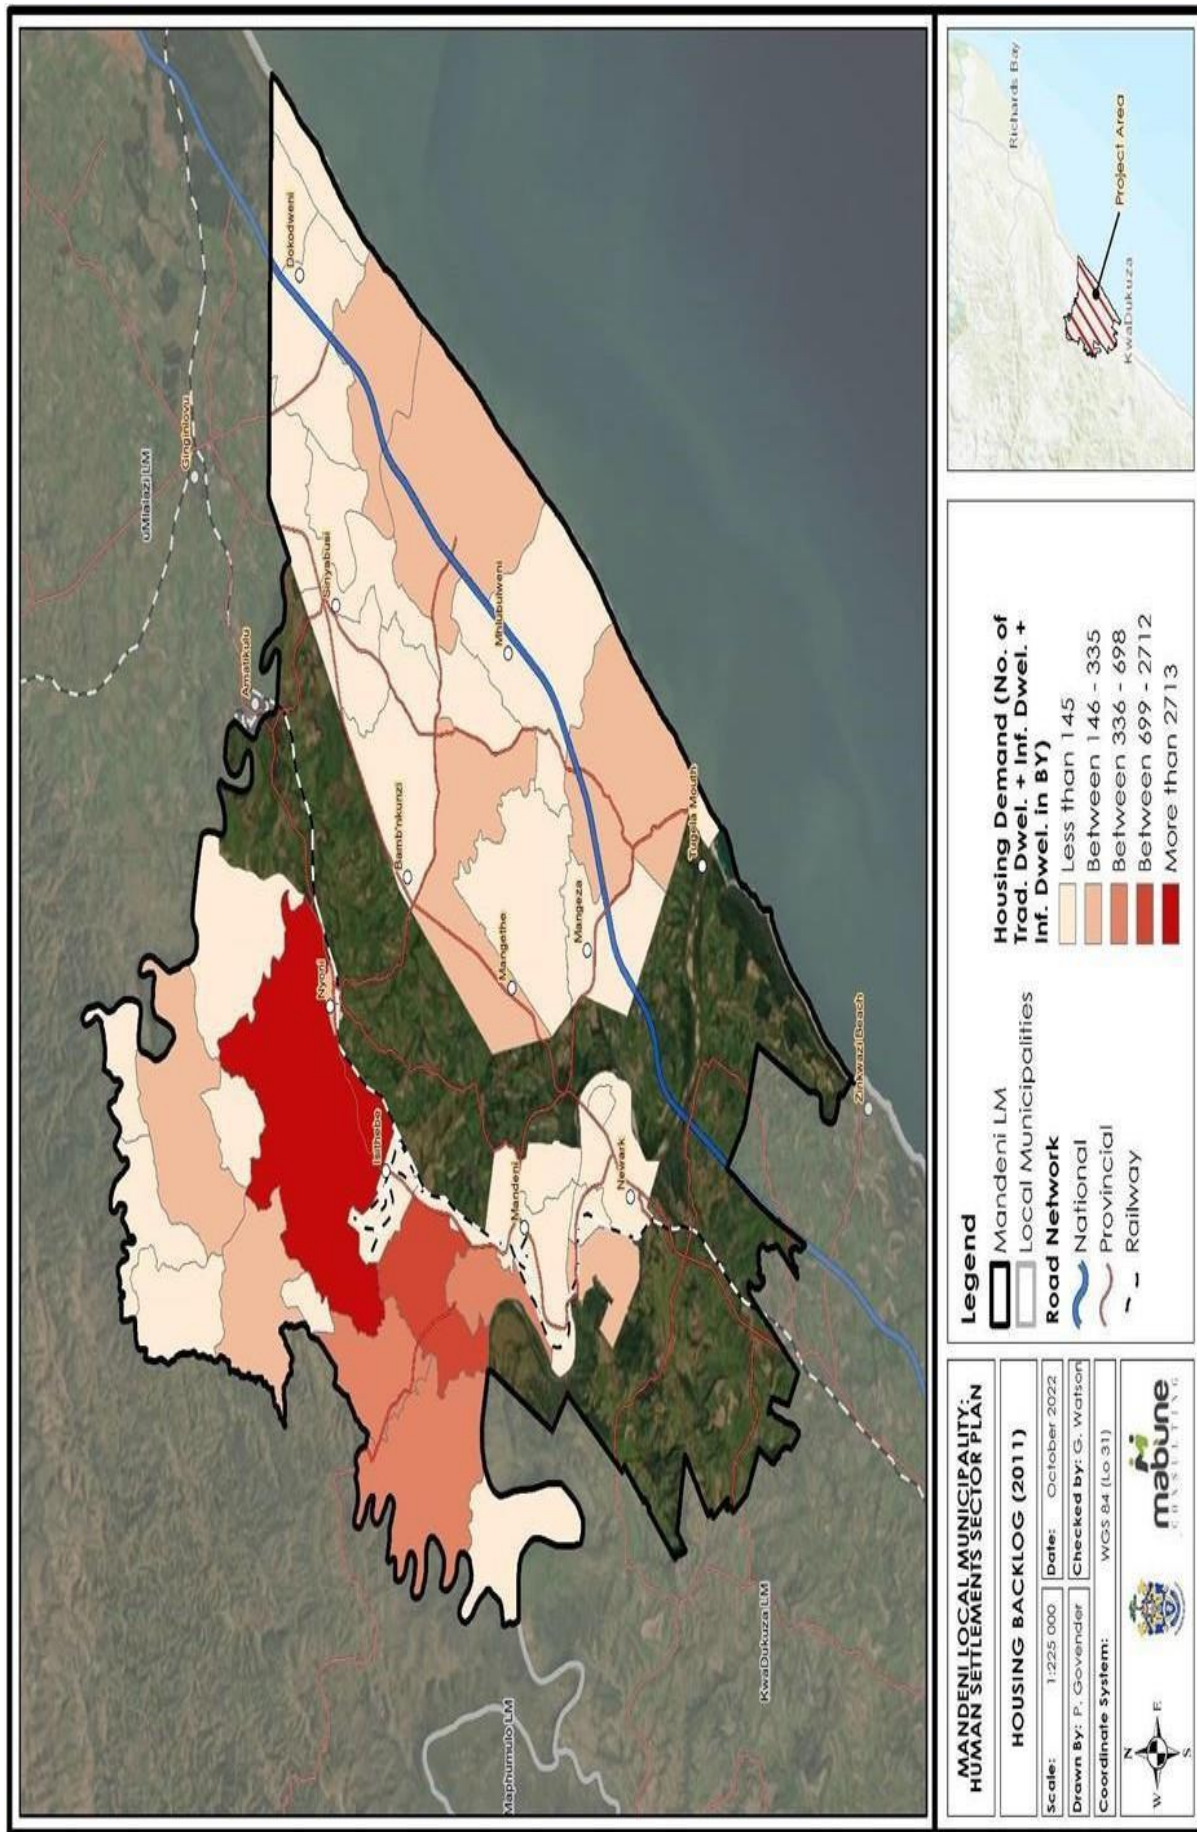 Dokodweni
Gingindlovu
uMlalazi LM
Sinyabusi
Amatikulu
Mhlubulweni
Bamb'nkunzi
Tugela Mouth
Mangethe
Mangeza
Nyoni
Isithebe
Mandeni
Newark
Zinkwazi Beach
KwaDukuza LM
Maphumulo LM
MANDENI LOCAL MUNICIPALITY:
HUMAN SETTLEMENTS SECTOR PLAN
HOUSING BACKLOG (2011)
Scale: 1:225 000
Date: October 2022
Drawn By: P. Govender
Checked by: G. Watson
Coordinate System: WGS 84 (Lo 31)
N
W
E
S
mabune
CONSULTING
Legend
Mandeni LM
Local Municipalities
Road Network
National
Provincial
Railway
Housing Demand (No. of
Trad. Dwel. + Inf. Dwel. +
Inf. Dwel. in BY)
Less than 145
Between 146 - 335
Between 336 - 698
Between 699 - 2712
More than 2713
Richards Bay
Project Area
KwaDukuza